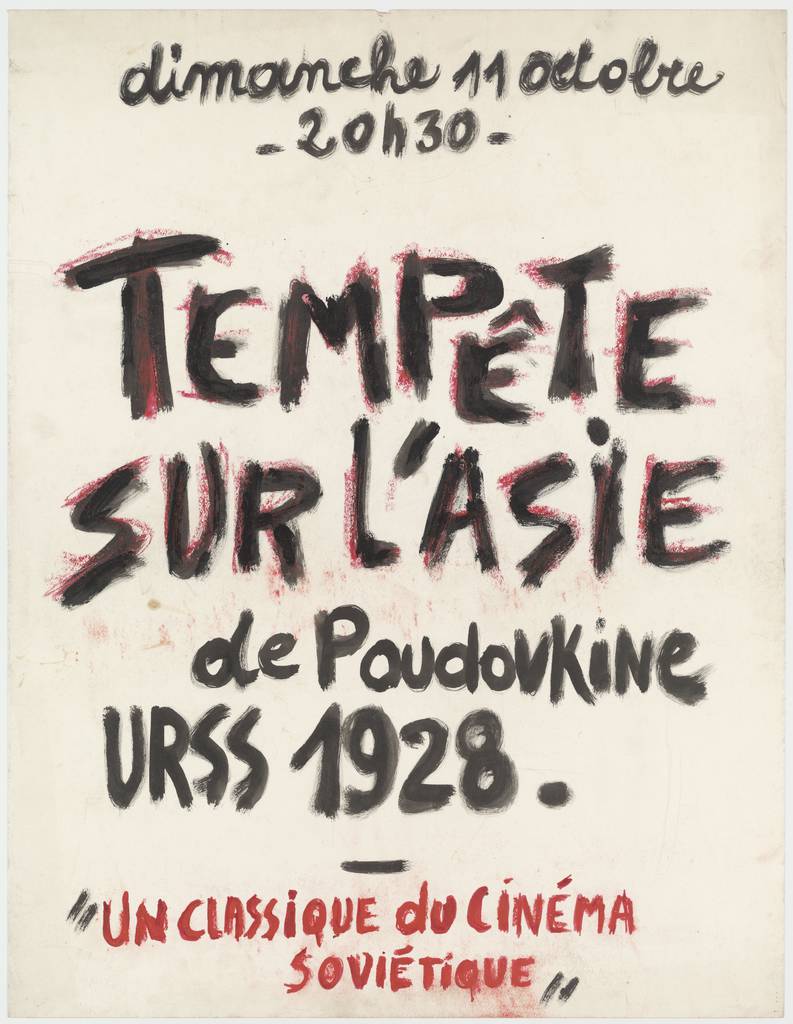 dimanche 11 octobre
- 20h30 -
TEMPÊTE
SUR L'ASIE
de Poudovkine
URSS 1928.
"UN CLASSIQUE du CINÉMA
SOVIÉTIQUE"